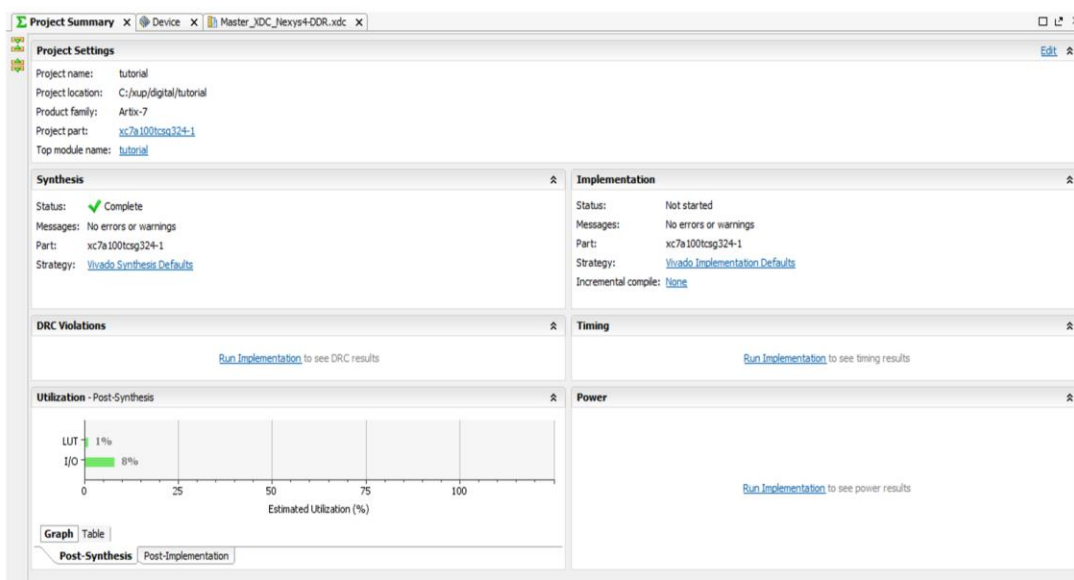 Project Summary X Device X Master_XDC_Nexys4-DDR.xdc X
Project Settings Edit
Project name: tutorial
Project location: C:/xup/digital/tutorial
Product family: Artix-7
Project part: xc7a100tcsg324-1
Top module name: tutorial
Synthesis
Status: Complete
Messages: No errors or warnings
Part: xc7a100tcsg324-1
Strategy: Vivado Synthesis Defaults
Implementation
Status: Not started
Messages: No errors or warnings
Part: xc7a100tcsg324-1
Strategy: Vivado Implementation Defaults
Incremental compile: None
DRC Violations
Run Implementation to see DRC results
Timing
Run Implementation to see timing results
Utilization - Post-Synthesis
LUT 1%
I/O 8%
0 25 50 75 100
Estimated Utilization (%)
Graph Table
Post-Synthesis Post-Implementation
Power
Run Implementation to see power results